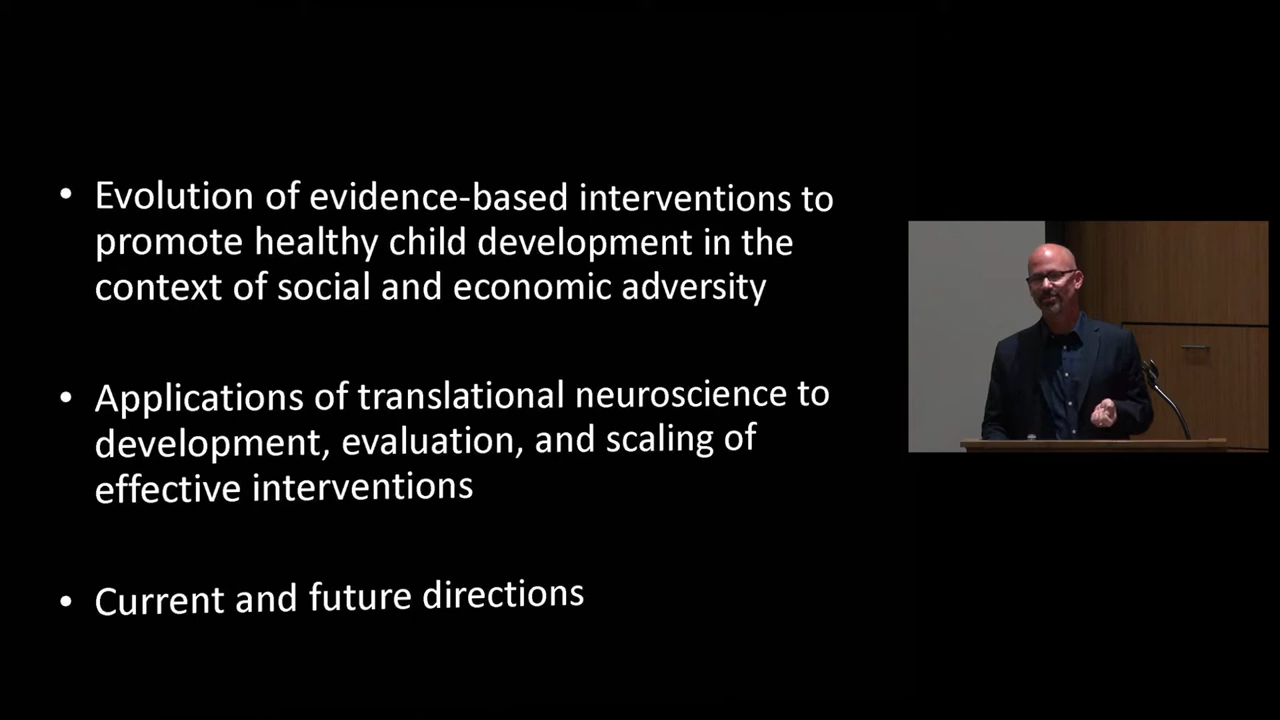 • Evolution of evidence-based interventions to
promote healthy child development in the
context of social and economic adversity
• Applications of translational neuroscience to
development, evaluation, and scaling of
effective interventions
• Current and future directions